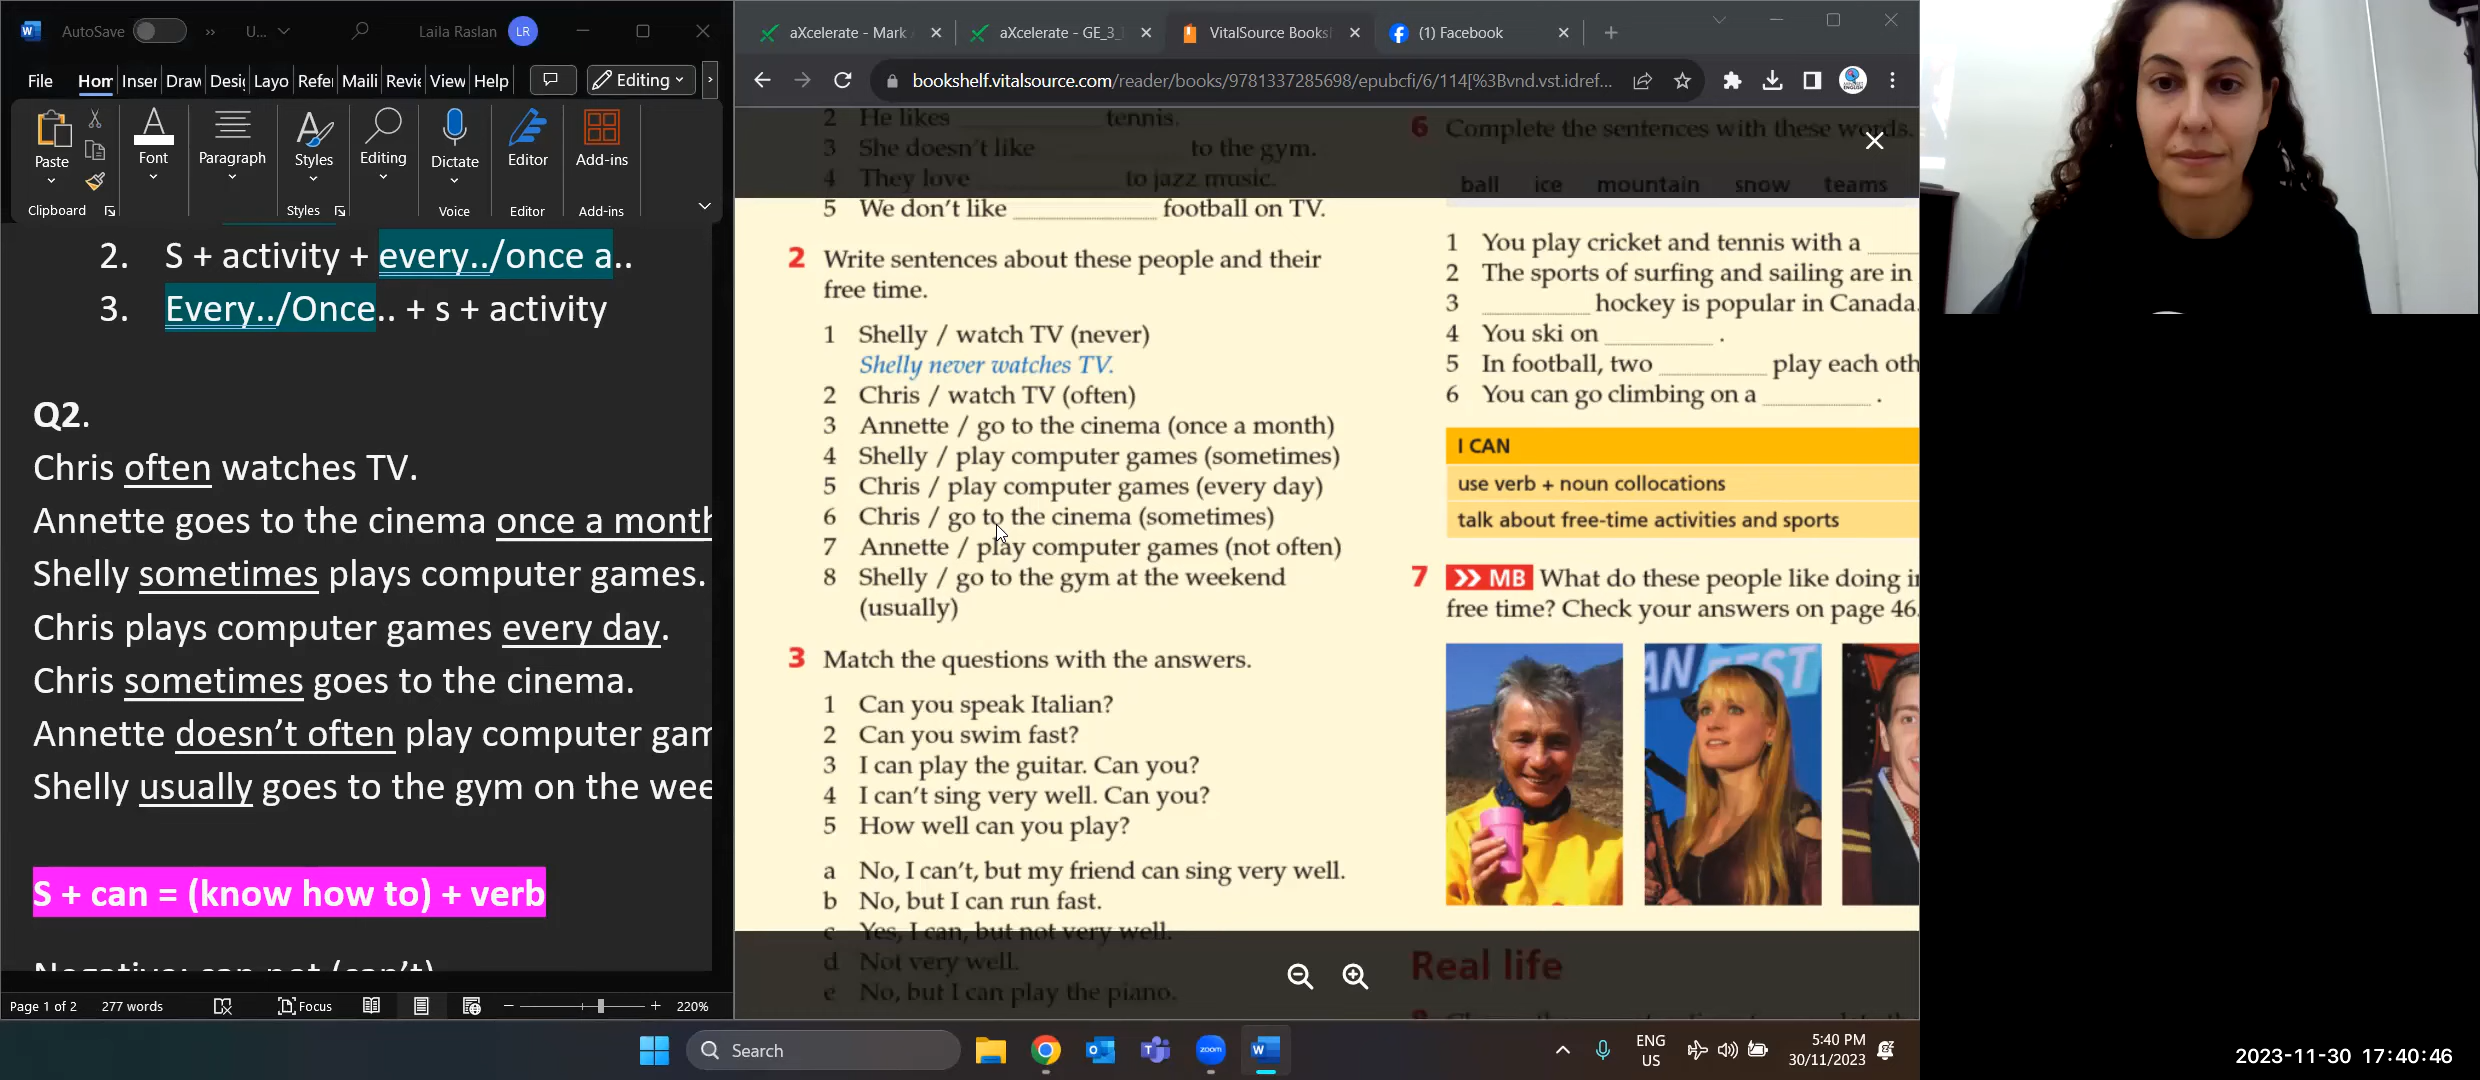 AutoSave
U...
Laila Raslan
LR
File
Hom
Inser
Draw
Layo
Refer
Maili
View
Help
Editing
Paste
Font
Paragraph
Styles
Editing
Dictate
Editor
Add-ins
Clipboard
Styles
Voice
Editor
Add-ins
2. S + activity + every../once a..
3. Every../Once.. + s + activity
Q2.
Chris often watches TV.
Annette goes to the cinema once a month
Shelly sometimes plays computer games.
Chris plays computer games every day.
Chris sometimes goes to the cinema.
Annette doesn't often play computer gam
Shelly usually goes to the gym on the wee
S + can = (know how to) + verb
Negative: can not (can't)
Page 1 of 2
277 words
Focus
220%
aXcelerate - Mark
aXcelerate - GE_3_
VitalSource Books
(1) Facebook
bookshelf.vitalsource.com/reader/books/9781337285698/epubcfi/6/114[%3Bvnd.vst.idref...
2 He likes tennis.
3 She doesn't like to the gym.
4 They love to jazz music.
5 We don't like football on TV.
2 Write sentences about these people and their
free time.
1 Shelly / watch TV (never)
Shelly never watches TV.
2 Chris / watch TV (often)
3 Annette / go to the cinema (once a month)
4 Shelly / play computer games (sometimes)
5 Chris / play computer games (every day)
6 Chris / go to the cinema (sometimes)
7 Annette / play computer games (not often)
8 Shelly / go to the gym at the weekend
(usually)
3 Match the questions with the answers.
1 Can you speak Italian?
2 Can you swim fast?
3 I can play the guitar. Can you?
4 I can't sing very well. Can you?
5 How well can you play?
a No, I can't, but my friend can sing very well.
b No, but I can run fast.
c Yes, I can, but not very well.
d Not very well.
e No, but I can play the piano.
6 Complete the sentences with these words.
ball ice mountain snow teams
1 You play cricket and tennis with a
2 The sports of surfing and sailing are in
3 hockey is popular in Canada.
4 You ski on .
5 In football, two play each oth
6 You can go climbing on a .
I CAN
use verb + noun collocations
talk about free-time activities and sports
7 MB What do these people like doing in
free time? Check your answers on page 46.
Real life
Search
zoom
ENG
US
5:40 PM
30/11/2023
2023-11-30 17:40:46